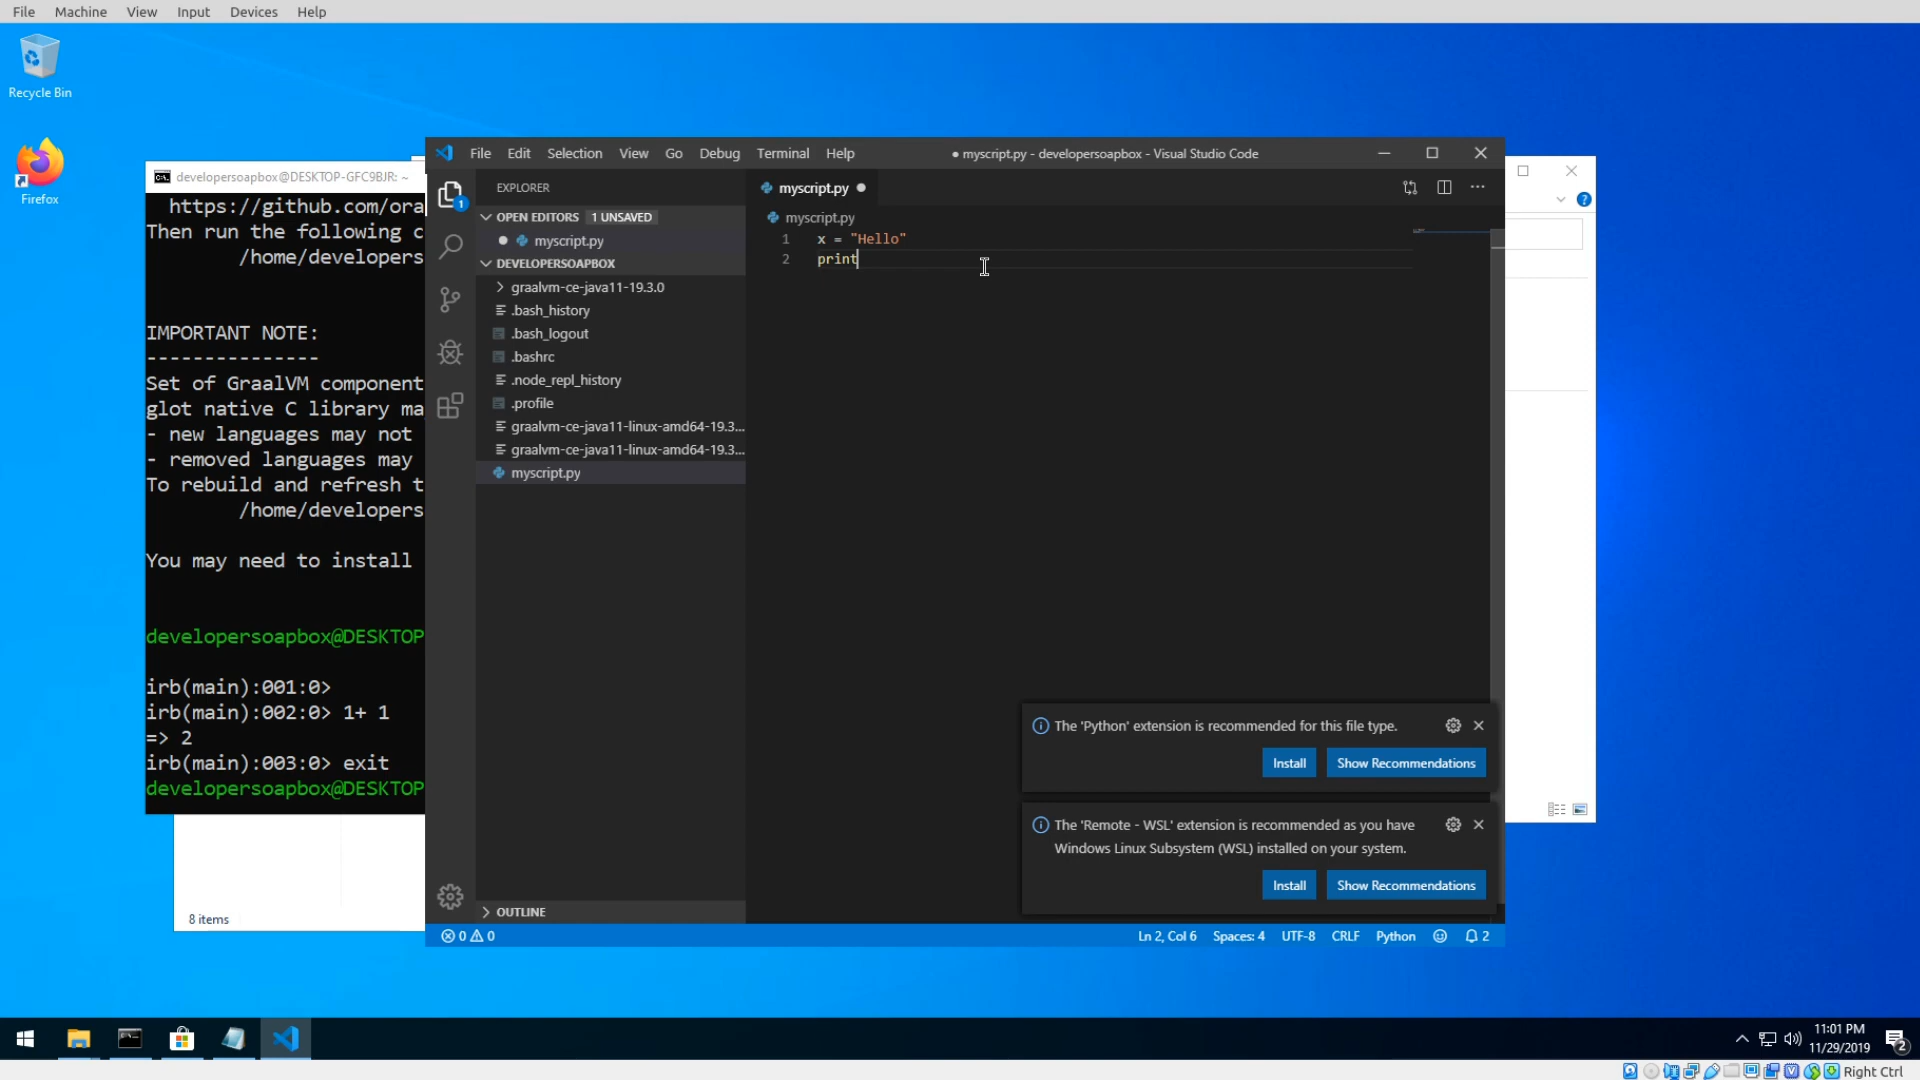 File Machine View Input Devices Help
Recycle Bin
Firefox
developersoapbox@DESKTOP-GFC9BJR: ~
https://github.com/ora
Then run the following c
/home/developers
IMPORTANT NOTE:
---------------
Set of GraalVM component
glot native C library ma
- new languages may not
- removed languages may
To rebuild and refresh t
/home/developers
You may need to install
developersoapbox@DESKTOP
irb(main):001:0>
irb(main):002:0> 1+ 1
=> 2
irb(main):003:0> exit
developersoapbox@DESKTOP
8 items
File Edit Selection View Go Debug Terminal Help
● myscript.py - developersoapbox - Visual Studio Code
1
EXPLORER
OPEN EDITORS 1 UNSAVED
myscript.py
DEVELOPERSOAPBOX
graalvm-ce-java11-19.3.0
.bash_history
.bash_logout
.bashrc
.node_repl_history
.profile
graalvm-ce-java11-linux-amd64-19.3...
graalvm-ce-java11-linux-amd64-19.3...
myscript.py
OUTLINE
myscript.py
myscript.py
1 x = "Hello"
2 print
The 'Python' extension is recommended for this file type.
Install Show Recommendations
The 'Remote - WSL' extension is recommended as you have
Windows Linux Subsystem (WSL) installed on your system.
Install Show Recommendations
0 0
Ln 2, Col 6 Spaces: 4 UTF-8 CRLF Python 2
11:01 PM
11/29/2019
2
Right Ctrl